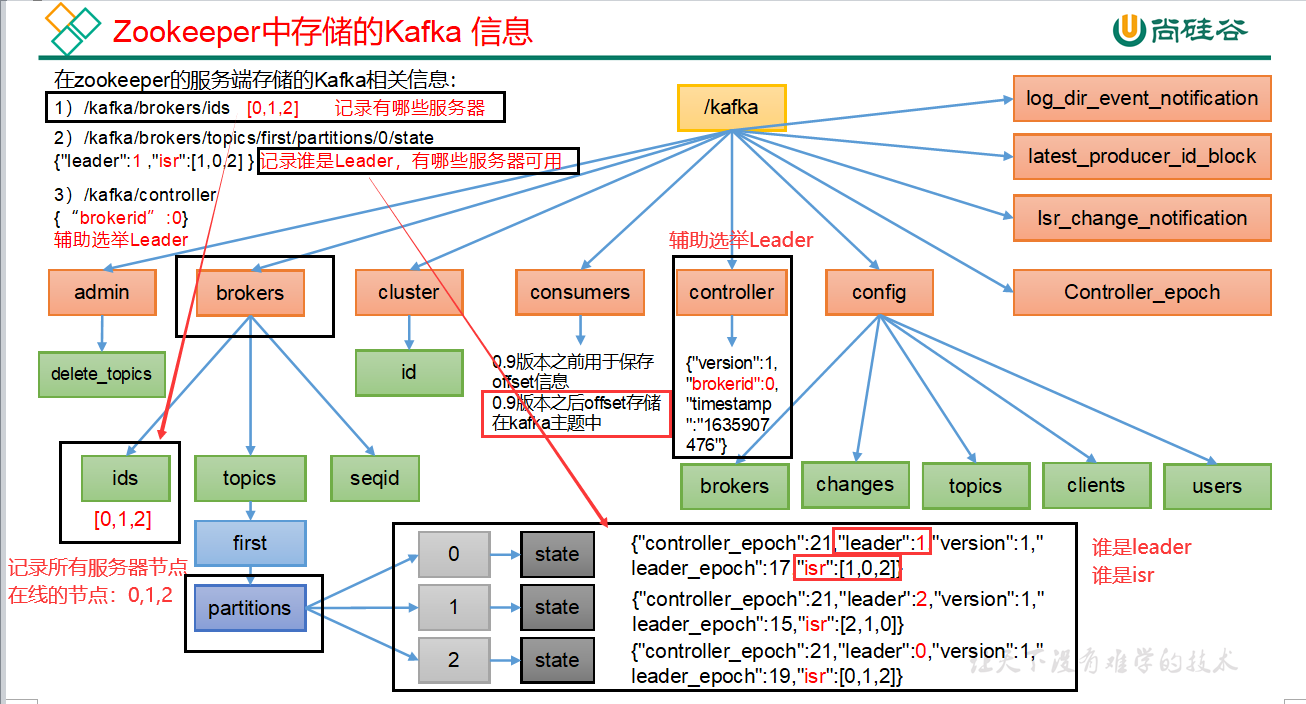 Zookeeper中存储的Kafka 信息
尚硅谷
在zookeeper的服务端存储的Kafka相关信息：
1）/kafka/brokers/ids [0,1,2] 记录有哪些服务器
2）/kafka/brokers/topics/first/partitions/0/state
{"leader":1 ,"isr":[1,0,2] } 记录谁是Leader，有哪些服务器可用
3）/kafka/controller
{“brokerid”:0}
辅助选举Leader
/kafka
log_dir_event_notification
latest_producer_id_block
Isr_change_notification
Controller_epoch
辅助选举Leader
admin
brokers
cluster
consumers
controller
config
delete_topics
id
0.9版本之前用于保存
offset信息
0.9版本之后offset存储
在kafka主题中
{"version":1,
"brokerid":0,
"timestamp
":"1635907
476"}
ids
topics
seqid
brokers
changes
topics
clients
users
[0,1,2]
记录所有服务器节点
在线的节点：0,1,2
first
partitions
0
state
{"controller_epoch":21,"leader":1,"version":1,"
leader_epoch":17,"isr":[1,0,2]}
1
state
{"controller_epoch":21,"leader":2,"version":1,"
leader_epoch":15,"isr":[2,1,0]}
2
state
{"controller_epoch":21,"leader":0,"version":1,"
leader_epoch":19,"isr":[0,1,2]}
谁是leader
谁是isr
让天下没有难学的技术